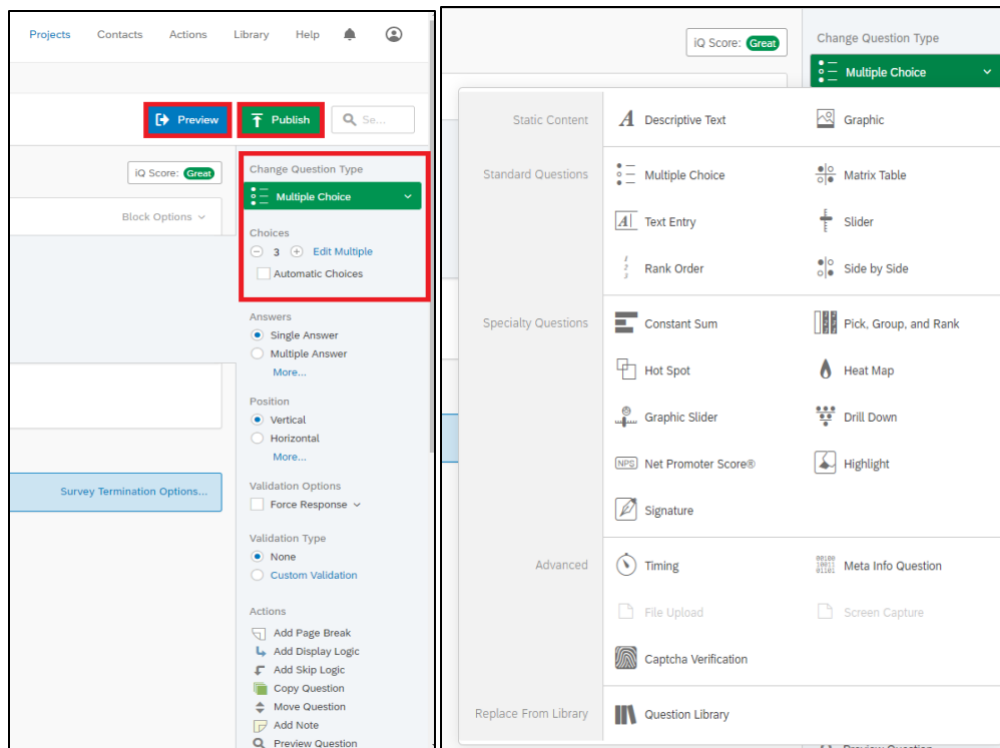 Projects Contacts Actions Library Help
Preview Publish Se...
iQ Score: Great
Block Options
Survey Termination Options...
Change Question Type
Multiple Choice
Choices
3 Edit Multiple
Automatic Choices
Answers
Single Answer
Multiple Answer
More...
Position
Vertical
Horizontal
More...
Validation Options
Force Response
Validation Type
None
Custom Validation
Actions
Add Page Break
Add Display Logic
Add Skip Logic
Copy Question
Move Question
Add Note
Preview Question
iQ Score: Great
Change Question Type
Multiple Choice
Static Content Descriptive Text Graphic
Standard Questions Multiple Choice Matrix Table
Text Entry Slider
Rank Order Side by Side
Specialty Questions Constant Sum Pick, Group, and Rank
Hot Spot Heat Map
Graphic Slider Drill Down
NPS Net Promoter Score® Highlight
Signature
Advanced Timing Meta Info Question
File Upload Screen Capture
Captcha Verification
Replace From Library Question Library
Preview Question